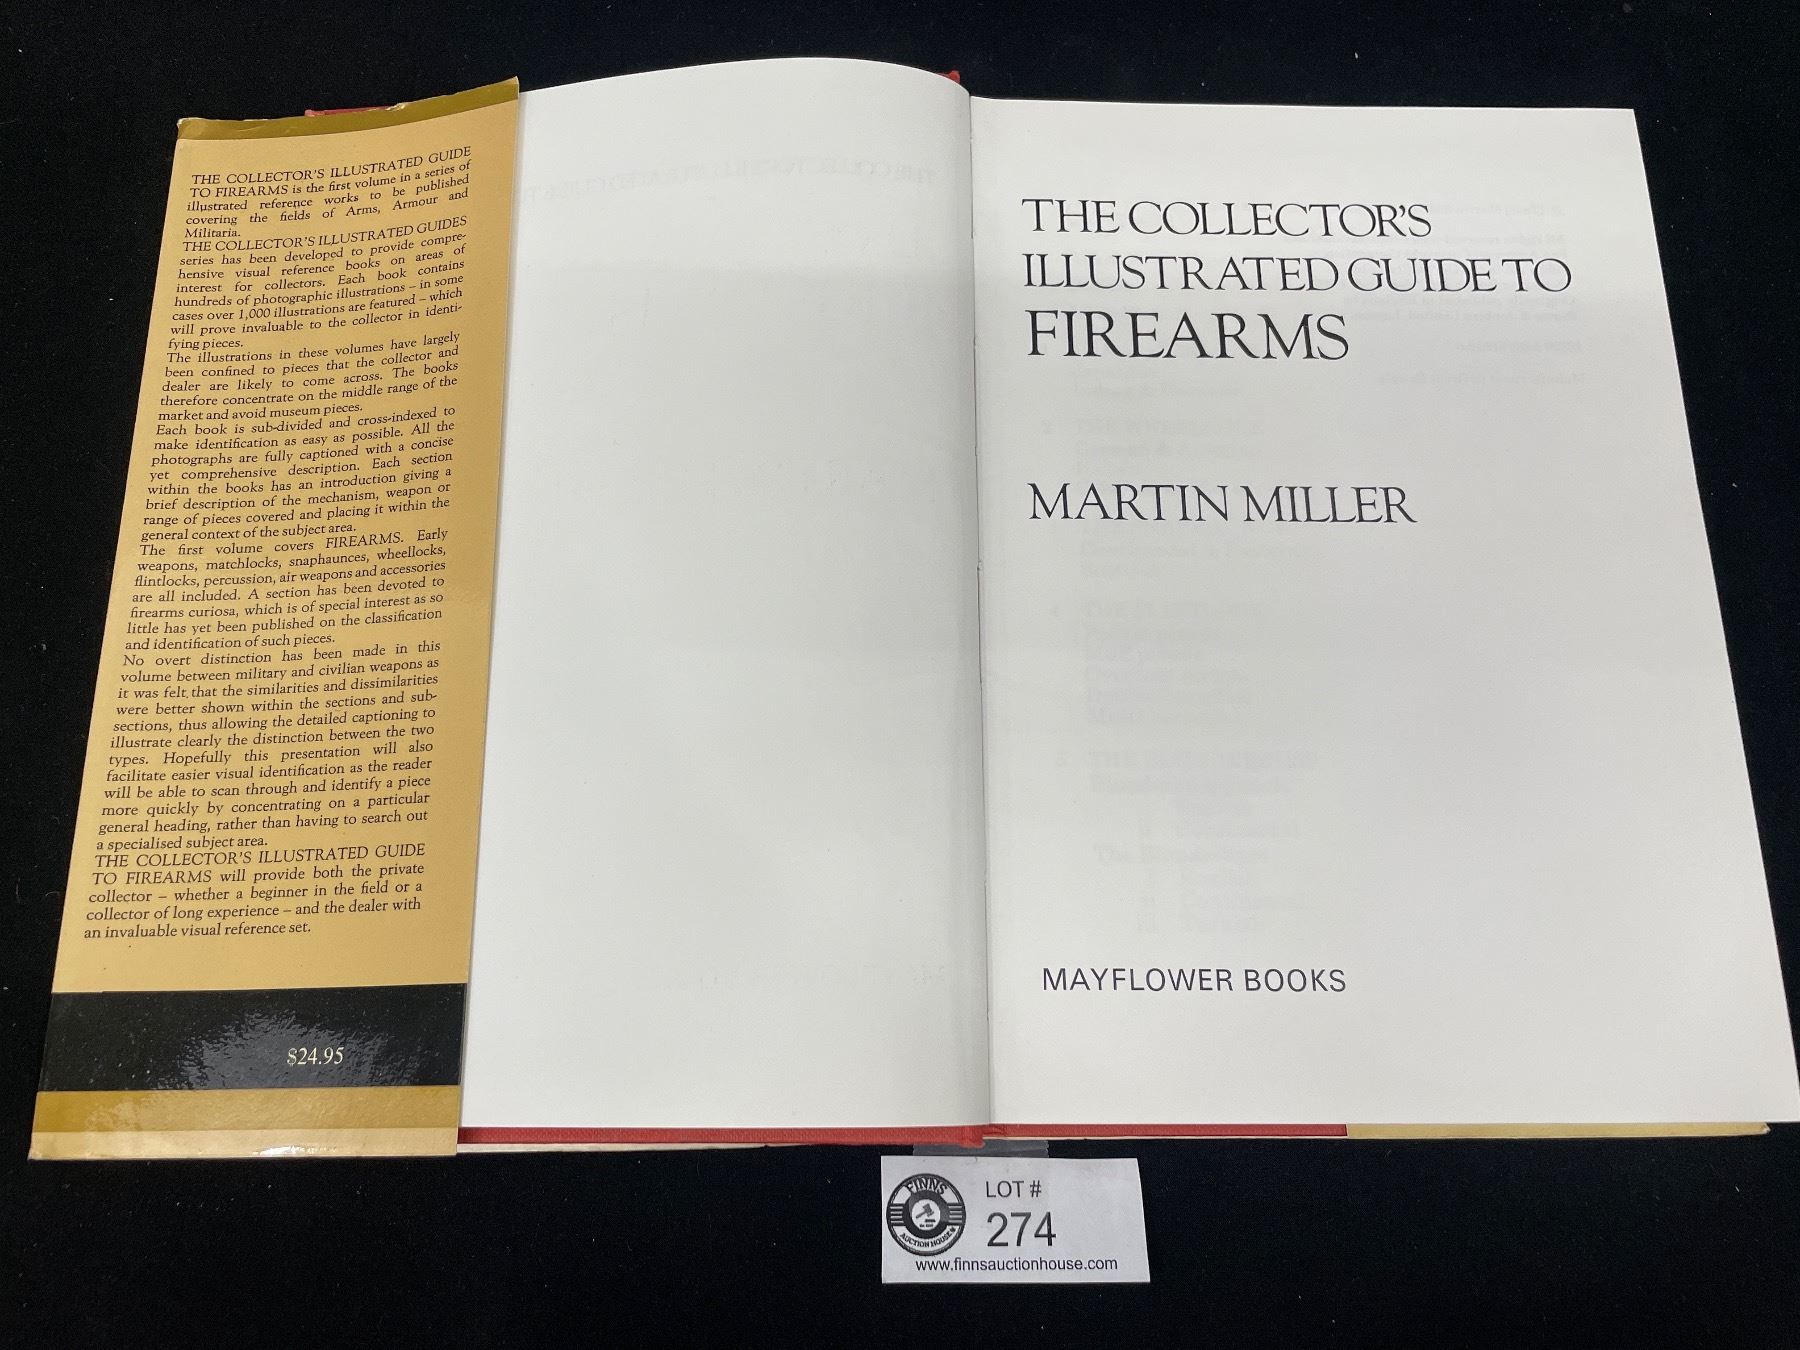 THE COLLECTOR'S ILLUSTRATED GUIDE
TO FIREARMS is the first volume in a series of
illustrated reference works to be published
covering the fields of Arms, Armour and
Militaria.
THE COLLECTOR'S ILLUSTRATED GUIDES
series has been developed to provide compre-
hensive visual reference books on areas of
interest for collectors. Each book contains
hundreds of photographic illustrations – in some
cases over 1,000 illustrations are featured – which
will prove invaluable to the collector in identi-
fying pieces.
The illustrations in these volumes have largely
been confined to pieces that the collector and
dealer are likely to come across. The books
therefore concentrate on the middle range of the
market and avoid museum pieces.
Each book is sub-divided and cross-indexed to
make identification as easy as possible. All the
photographs are fully captioned with a concise
yet comprehensive description. Each section
within the books has an introduction giving a
brief description of the mechanism, weapon or
range of pieces covered and placing it within the
general context of the subject area.
The first volume covers FIREARMS. Early
weapons, matchlocks, snaphaunces, wheellocks,
flintlocks, percussion, air weapons and accessories
are all included. A section has been devoted to
firearms curiosa, which is of special interest as so
little has yet been published on the classification
and identification of such pieces.
No overt distinction has been made in this
volume between military and civilian weapons as
it was felt that the similarities and dissimilarities
were better shown within the sections and sub-
sections, thus allowing the detailed captioning to
illustrate clearly the distinction between the two
types. Hopefully this presentation will also
facilitate easier visual identification as the reader
will be able to scan through and identify a piece
more quickly by concentrating on a particular
general heading, rather than having to search out
a specialised subject area.
THE COLLECTOR'S ILLUSTRATED GUIDE
TO FIREARMS will provide both the private
collector – whether a beginner in the field or a
collector of long experience – and the dealer with
an invaluable visual reference set.
$24.95
THE COLLECTOR'S
ILLUSTRATED GUIDE TO
FIREARMS
MARTIN MILLER
MAYFLOWER BOOKS
FINNS
AUCTION HOUSE
LOT #
274
www.finnsauctionhouse.com